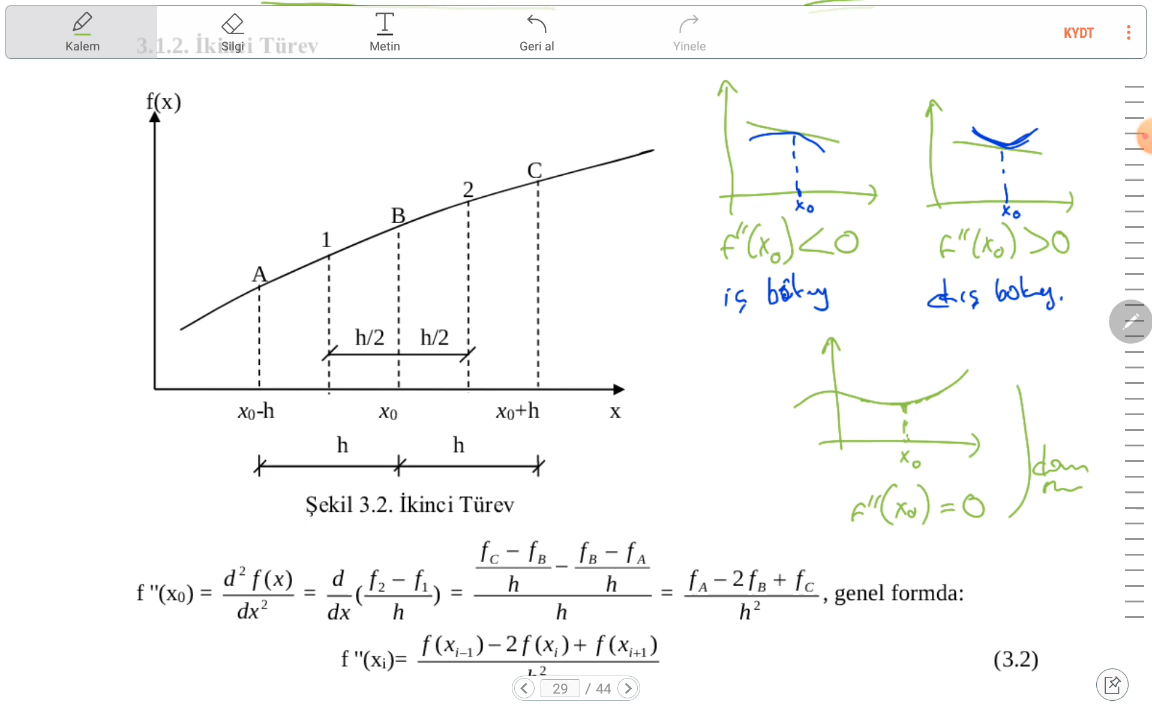 Kalem
Silgi
Metin
Geri al
Yinele
KYDT
3.1.2. İkinci Türev
f(x)
A
1
B
2
C
h/2 h/2
x₀-h x₀ x₀+h x
h h
Şekil 3.2. İkinci Türev
x₀
f''(x₀) < 0
iç bükey
x₀
f''(x₀) > 0
dış bükey.
x₀
f''(x₀) = 0
f ''(x₀) = d² f(x) / dx² = d/dx ( (f₂ − f₁) / h ) = ( (f_C − f_B) / h − (f_B − f_A) / h ) / h = (f_A − 2f_B + f_C) / h² , genel formda:
f ''(xᵢ)= ( f(xᵢ₋₁) − 2f(xᵢ) + f(xᵢ₊₁) ) / h² (3.2)
29 / 44